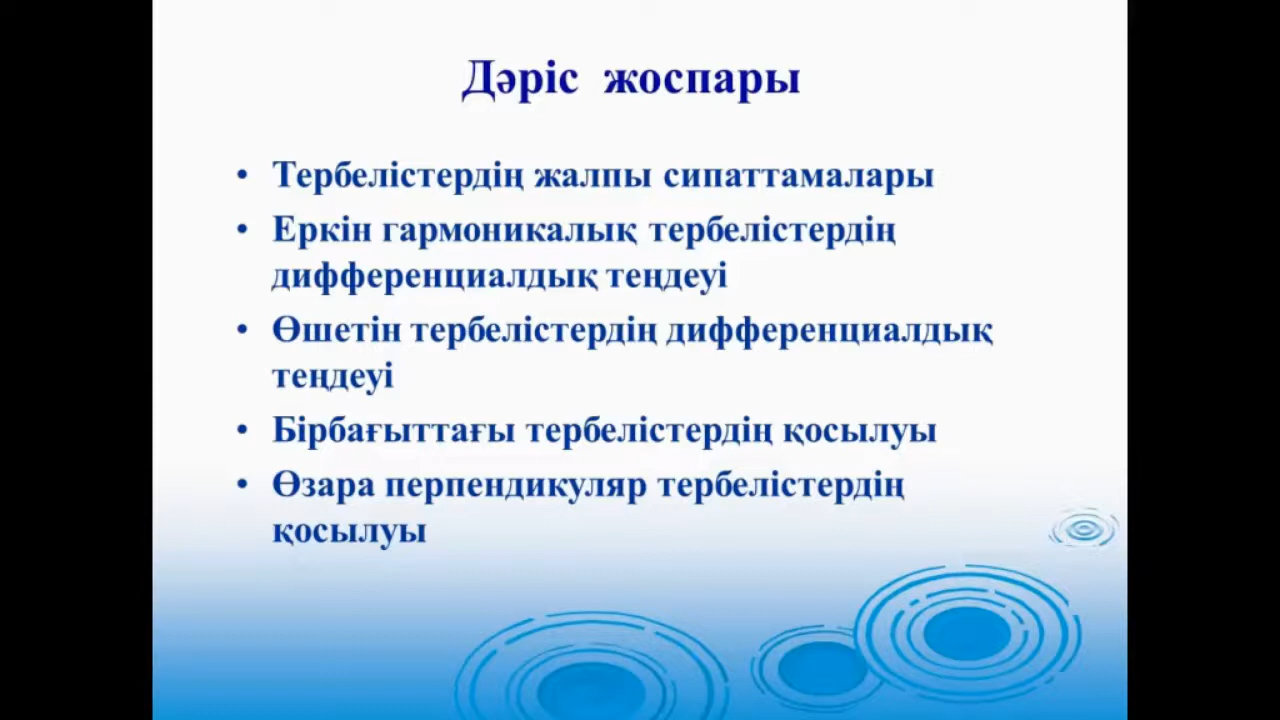 Дәріс жоспары
• Тербелістердің жалпы сипаттамалары
• Еркін гармоникалық тербелістердің
дифференциалдық теңдеуі
• Өшетін тербелістердің дифференциалдық
теңдеуі
• Бірбағыттағы тербелістердің қосылуы
• Өзара перпендикуляр тербелістердің
қосылуы